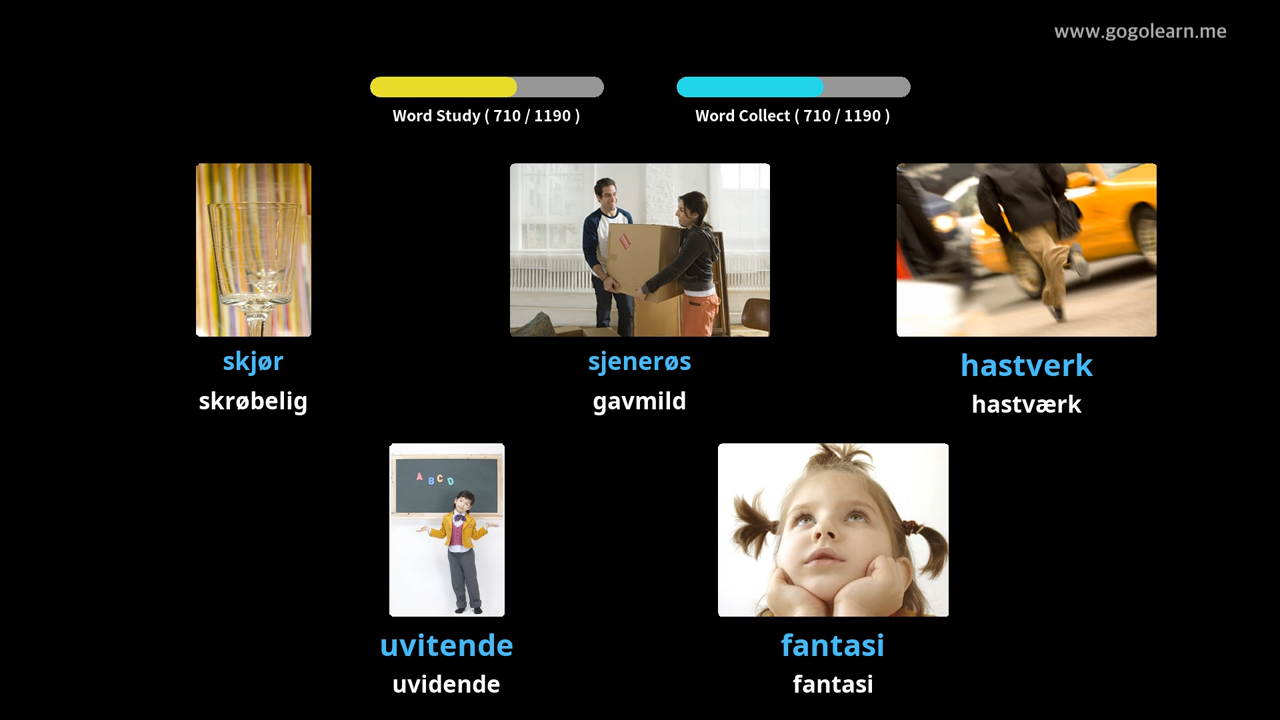 www.gogolearn.me
Word Study ( 710 / 1190 )
Word Collect ( 710 / 1190 )
skjør
skrøbelig
sjenerøs
gavmild
hastverk
hastværk
A B C D
uvitende
uvidende
fantasi
fantasi